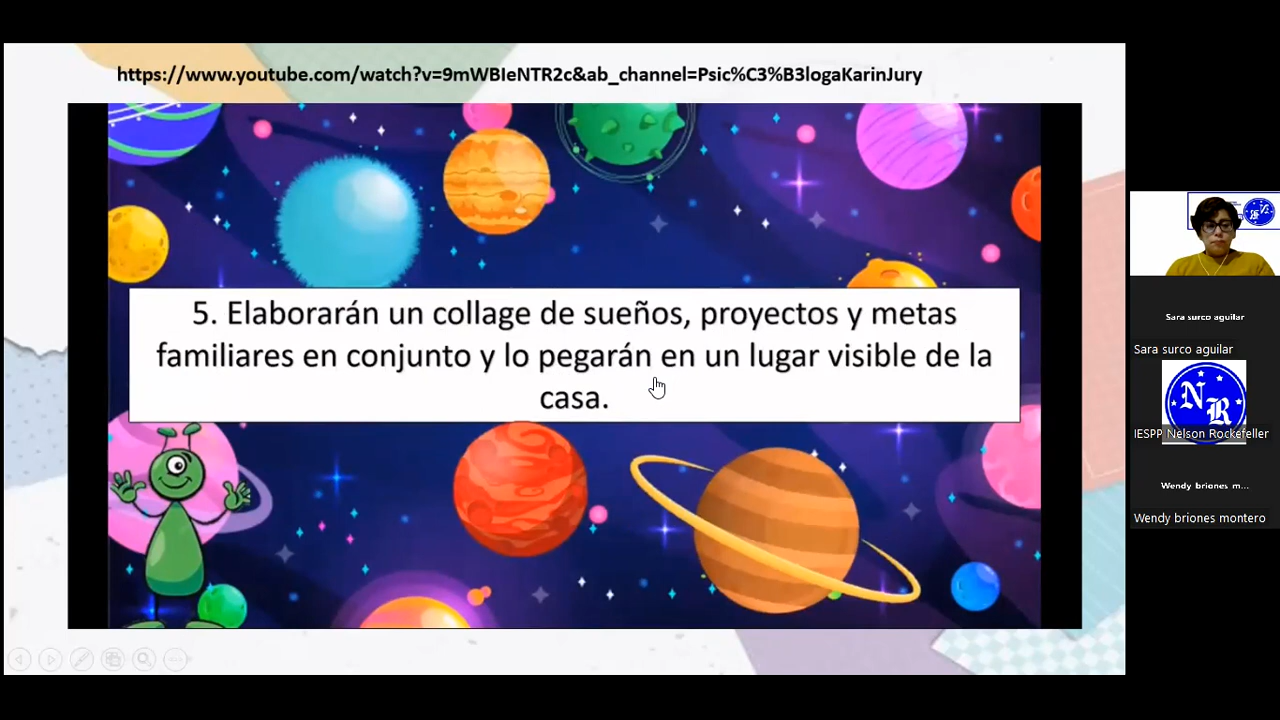 https://www.youtube.com/watch?v=9mWBIeNTR2c&ab_channel=Psic%C3%B3logaKarinJury
5. Elaborarán un collage de sueños, proyectos y metas
familiares en conjunto y lo pegarán en un lugar visible de la
casa.
Sara surco aguilar
Sara surco aguilar
N
R
IESPP Nelson Rockefeller
Wendy briones m...
Wendy briones montero